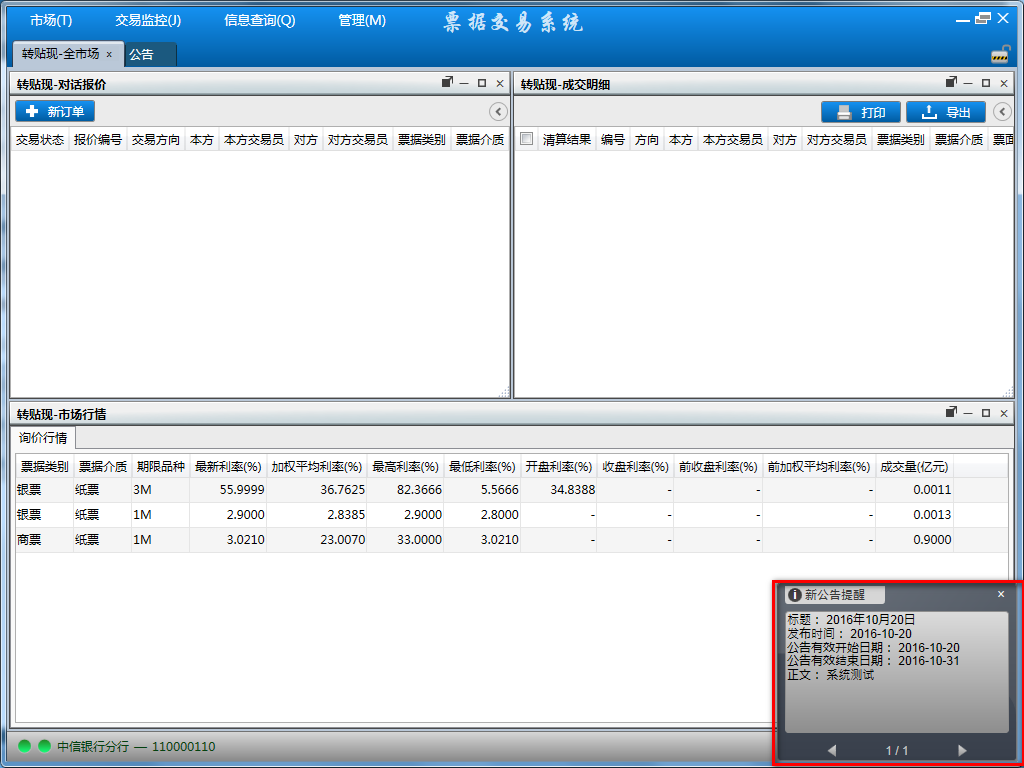 市场(T) 交易监控(J) 信息查询(Q) 管理(M) 票据交易系统
转贴现-全市场 × 公告
转贴现-对话报价
新订单
交易状态 报价编号 交易方向 本方 本方交易员 对方 对方交易员 票据类别 票据介质
转贴现-成交明细
打印 导出
清算结果 编号 方向 本方 本方交易员 对方 对方交易员 票据类别 票据介质 票面
转贴现-市场行情
询价行情
票据类别 票据介质 期限品种 最新利率(%) 加权平均利率(%) 最高利率(%) 最低利率(%) 开盘利率(%) 收盘利率(%) 前收盘利率(%) 前加权平均利率(%) 成交量(亿元)
银票 纸票 3M 55.9999 36.7625 82.3666 5.5666 34.8388 - - - 0.0011
银票 纸票 1M 2.9000 2.8385 2.9000 2.8000 - - - - 0.0013
商票 纸票 1M 3.0210 23.0070 33.0000 3.0210 - - - - 0.9000
新公告提醒 ×
标题： 2016年10月20日
发布时间： 2016-10-20
公告有效开始日期： 2016-10-20
公告有效结束日期： 2016-10-31
正文： 系统测试
1 / 1
中信银行分行 — 110000110